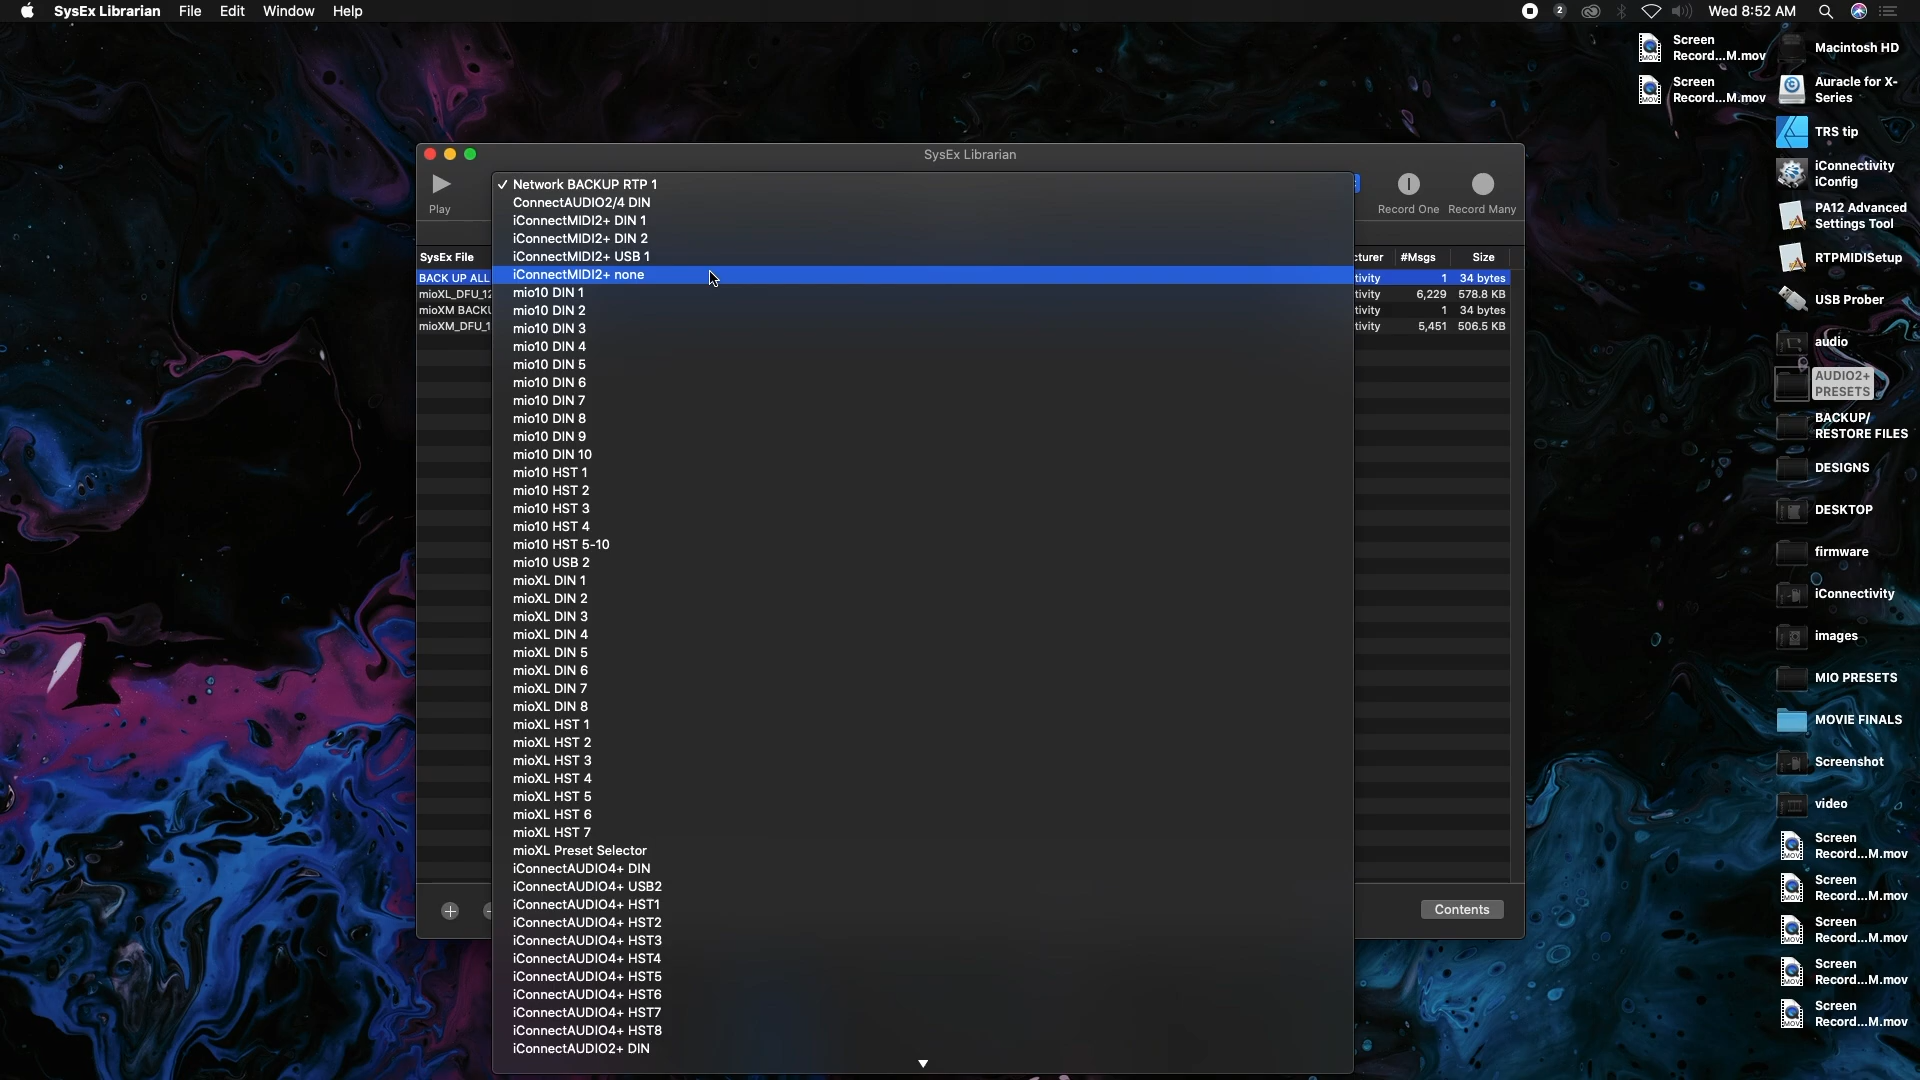 SysEx Librarian File Edit Window Help
2
Wed 8:52 AM
Screen
Record...M.mov
Screen
Record...M.mov
Macintosh HD
Auracle for X-
Series
TRS tip
iConnectivity
iConfig
PA12 Advanced
Settings Tool
RTPMIDISetup
USB Prober
audio
AUDIO2+
PRESETS
BACKUP/
RESTORE FILES
DESIGNS
DESKTOP
firmware
iConnectivity
images
MIO PRESETS
MOVIE FINALS
Screenshot
video
Screen
Record...M.mov
Screen
Record...M.mov
Screen
Record...M.mov
Screen
Record...M.mov
Screen
Record...M.mov
SysEx Librarian
Play
Record One Record Many
SysEx File
cturer #Msgs Size
BACK UP ALL
tivity 1 34 bytes
mioXL_DFU_12
tivity 6,229 578.8 KB
mioXM BACKU
tivity 1 34 bytes
mioXM_DFU_1
tivity 5,451 506.5 KB
✓ Network BACKUP RTP 1
ConnectAUDIO2/4 DIN
iConnectMIDI2+ DIN 1
iConnectMIDI2+ DIN 2
iConnectMIDI2+ USB 1
iConnectMIDI2+ none
mio10 DIN 1
mio10 DIN 2
mio10 DIN 3
mio10 DIN 4
mio10 DIN 5
mio10 DIN 6
mio10 DIN 7
mio10 DIN 8
mio10 DIN 9
mio10 DIN 10
mio10 HST 1
mio10 HST 2
mio10 HST 3
mio10 HST 4
mio10 HST 5-10
mio10 USB 2
mioXL DIN 1
mioXL DIN 2
mioXL DIN 3
mioXL DIN 4
mioXL DIN 5
mioXL DIN 6
mioXL DIN 7
mioXL DIN 8
mioXL HST 1
mioXL HST 2
mioXL HST 3
mioXL HST 4
mioXL HST 5
mioXL HST 6
mioXL HST 7
mioXL Preset Selector
iConnectAUDIO4+ DIN
iConnectAUDIO4+ USB2
iConnectAUDIO4+ HST1
iConnectAUDIO4+ HST2
iConnectAUDIO4+ HST3
iConnectAUDIO4+ HST4
iConnectAUDIO4+ HST5
iConnectAUDIO4+ HST6
iConnectAUDIO4+ HST7
iConnectAUDIO4+ HST8
iConnectAUDIO2+ DIN
Contents